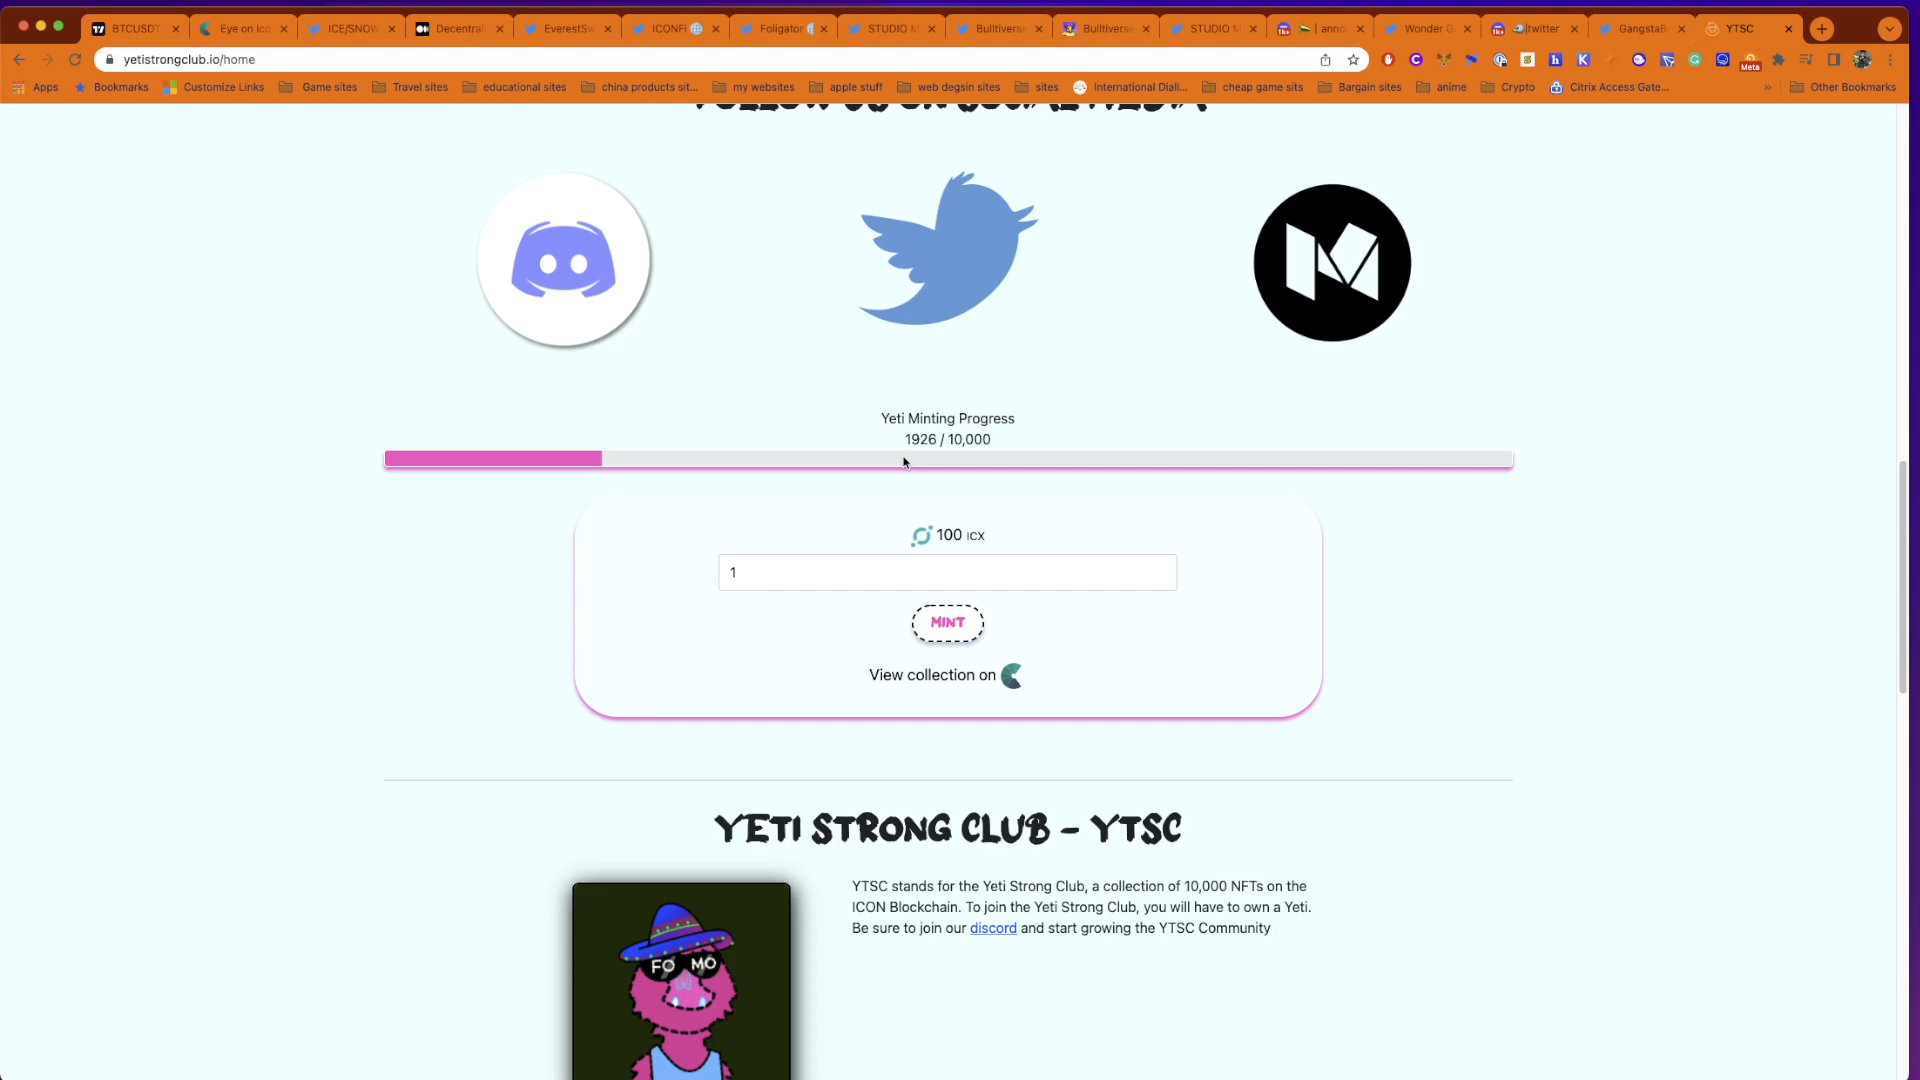 BTCUSDT
Eye on Ico
ICE/SNOW
Decentral
EverestSw
ICONFi
Foligator
STUDIO M
Builtiverse
Builtiverse
STUDIO M
| anno
Wonder G
|twitter
GangstaB
YTSC
yetistrongclub.io/home
Meta
Apps
Bookmarks
Customize Links
Game sites
Travel sites
educational sites
china products sit...
my websites
apple stuff
web degsin sites
sites
International Diali...
cheap game sits
Bargain sites
anime
Crypto
Citrix Access Gate...
»
Other Bookmarks
Yeti Minting Progress
1926 / 10,000
100 ICX
1
MINT
View collection on
YETI STRONG CLUB - YTSC
YTSC stands for the Yeti Strong Club, a collection of 10,000 NFTs on the
ICON Blockchain. To join the Yeti Strong Club, you will have to own a Yeti.
Be sure to join our discord and start growing the YTSC Community
FO MO